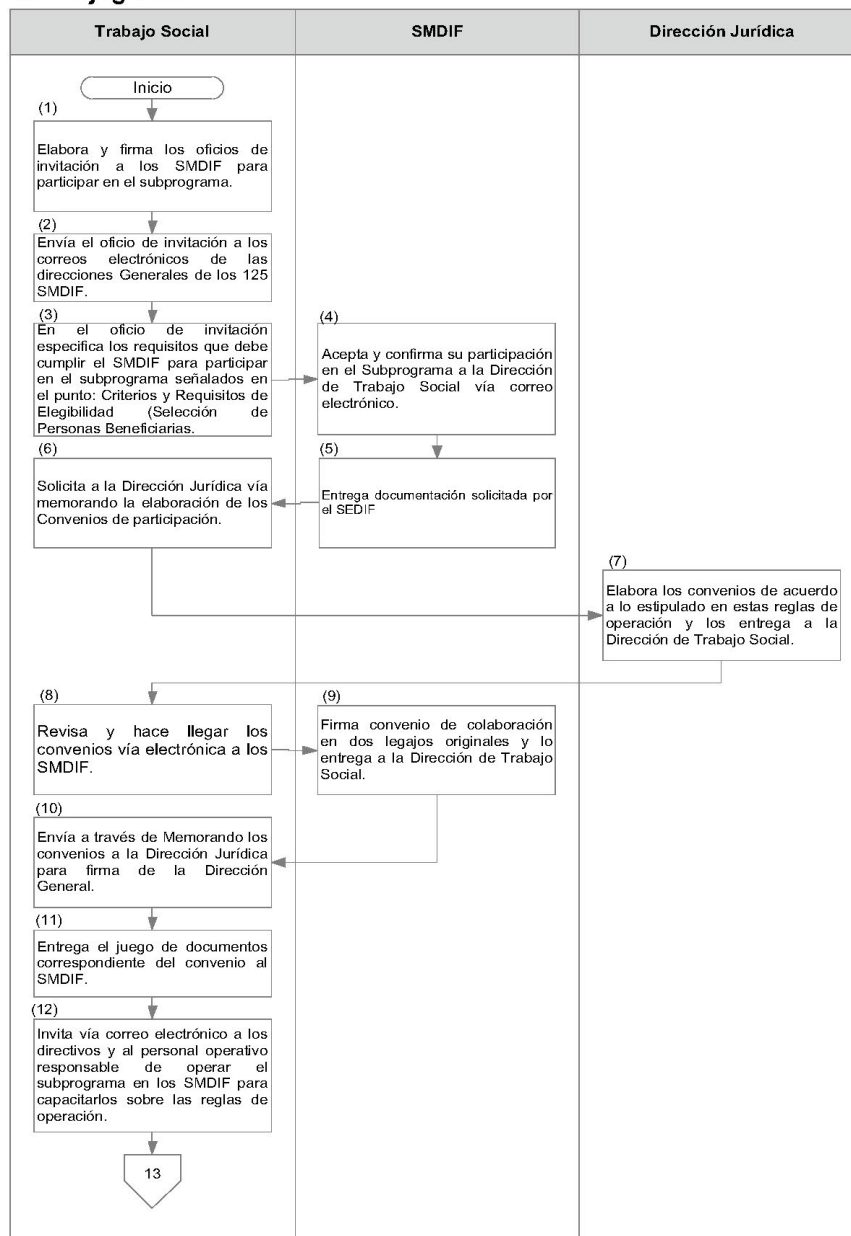 Trabajo Social
SMDIF
Dirección Jurídica
Inicio
(1)
Elabora y firma los oficios de
invitación a los SMDIF para
participar en el subprograma.
(2)
Envía el oficio de invitación a los
correos electrónicos de las
direcciones Generales de los 125
SMDIF.
(3)
En el oficio de invitación
especifica los requisitos que debe
cumplir el SMDIF para participar
en el subprograma señalados en
el punto: Criterios y Requisitos de
Elegibilidad (Selección de
Personas Beneficiarias.
(4)
Acepta y confirma su participación
en el Subprograma a la Dirección
de Trabajo Social vía correo
electrónico.
(5)
Entrega documentación solicitada por
el SEDIF
(6)
Solicita a la Dirección Jurídica vía
memorando la elaboración de los
Convenios de participación.
(7)
Elabora los convenios de acuerdo
a lo estipulado en estas reglas de
operación y los entrega a la
Dirección de Trabajo Social.
(8)
Revisa y hace llegar los
convenios vía electrónica a los
SMDIF.
(9)
Firma convenio de colaboración
en dos legajos originales y lo
entrega a la Dirección de Trabajo
Social.
(10)
Envía a través de Memorando los
convenios a la Dirección Jurídica
para firma de la Dirección
General.
(11)
Entrega el juego de documentos
correspondiente del convenio al
SMDIF.
(12)
Invita vía correo electrónico a los
directivos y al personal operativo
responsable de operar el
subprograma en los SMDIF para
capacitarlos sobre las reglas de
operación.
13